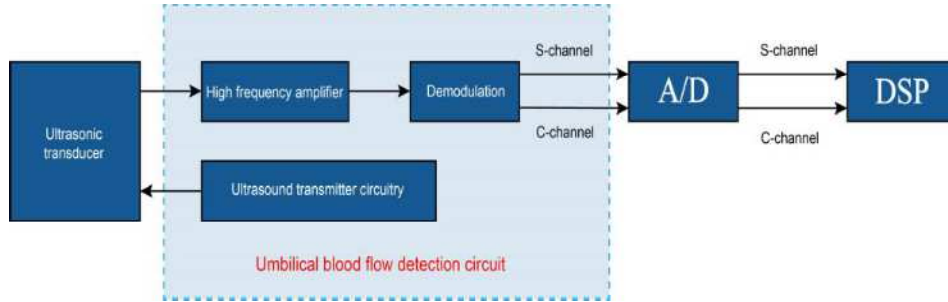 S-channel
S-channel
High frequency amplifier
Demodulation
A/D
DSP
Ultrasonic
transducer
C-channel
C-channel
Ultrasound transmitter circuitry
Umbilical blood flow detection circuit